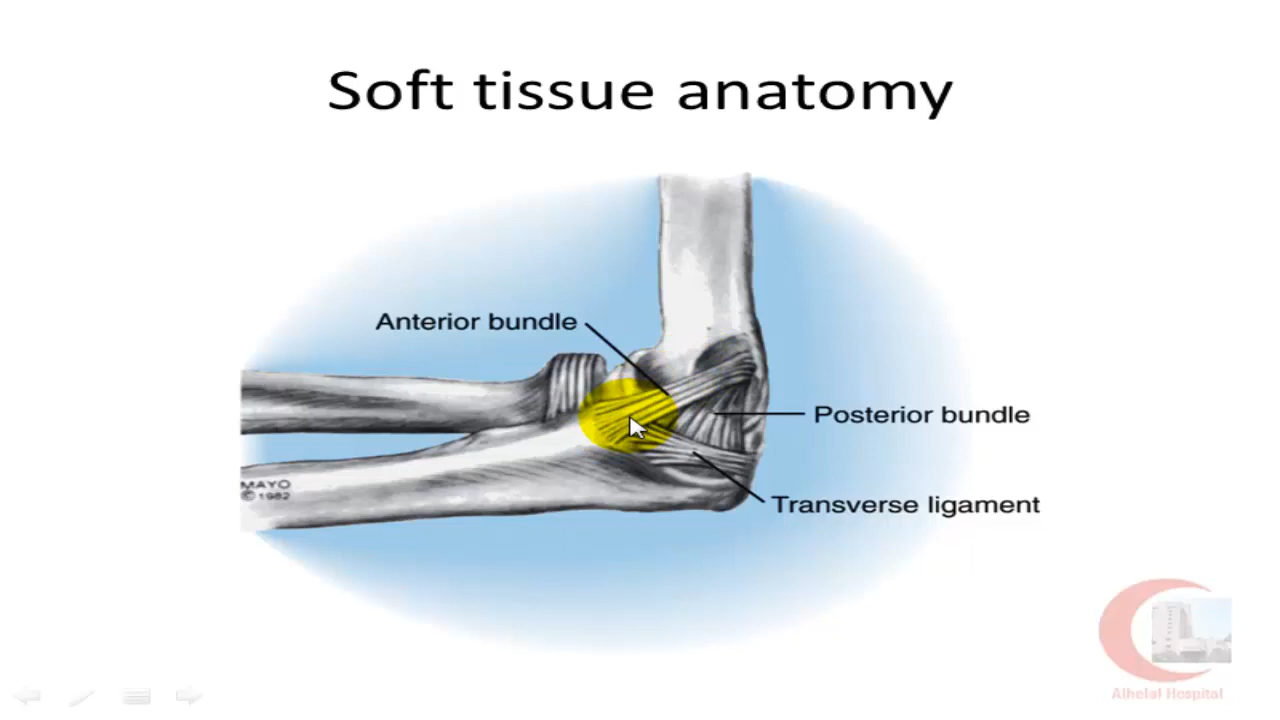 Soft tissue anatomy
Anterior bundle
Posterior bundle
Transverse ligament
MAYO
©1982
Alhelal Hospital